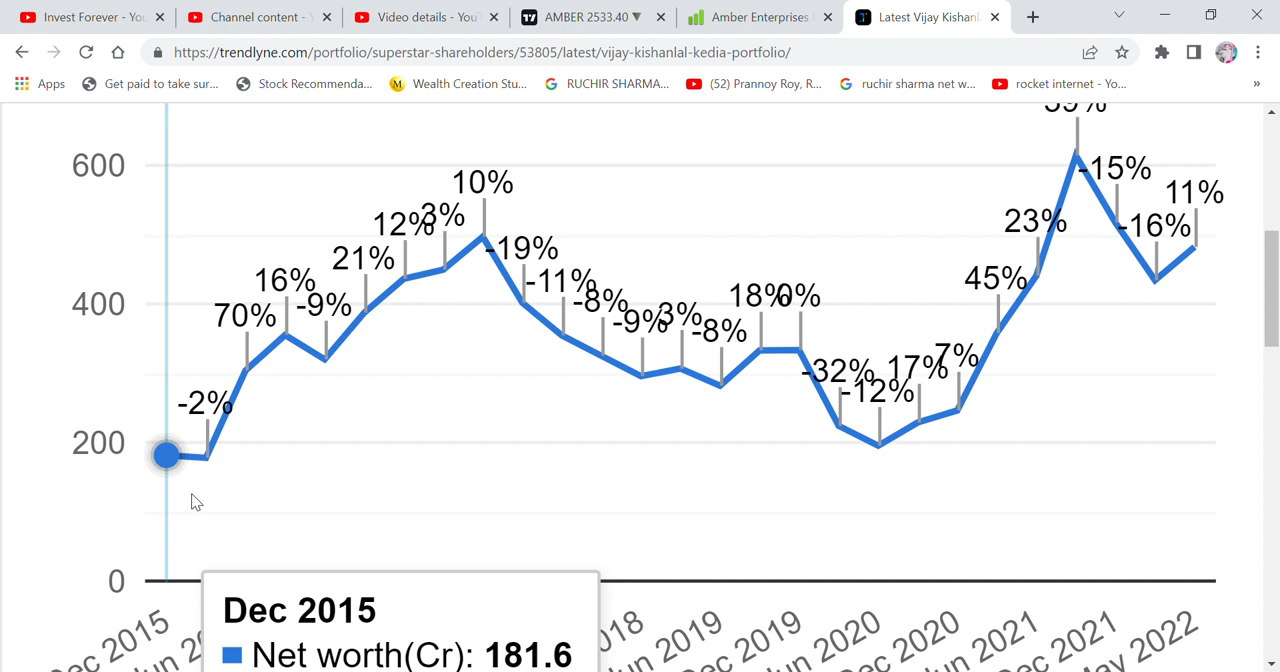 Invest Forever - You
Channel content -
Video details - YouT
AMBER 2533.40 ▼
Amber Enterprises
Latest Vijay Kishanl
https://trendlyne.com/portfolio/superstar-shareholders/53805/latest/vijay-kishanlal-kedia-portfolio/
Apps
Get paid to take sur...
Stock Recommenda...
M Wealth Creation Stu...
RUCHIR SHARMA...
(52) Prannoy Roy, R...
ruchir sharma net w...
rocket internet - Yo...
»
600
400
200
0
-2%
70%
16%
-9%
21%
12%
3%
10%
-19%
-11%
-8%
-9%
3%
-8%
18%
0%
-32%
-12%
17%
7%
45%
23%
39%
-15%
-16%
11%
Dec 2015
Net worth(Cr): 181.6
Dec 2015
2018
Jun 2019
Dec 2019
Jun 2020
Dec 2020
Jun 2021
Dec 2021
May 2022